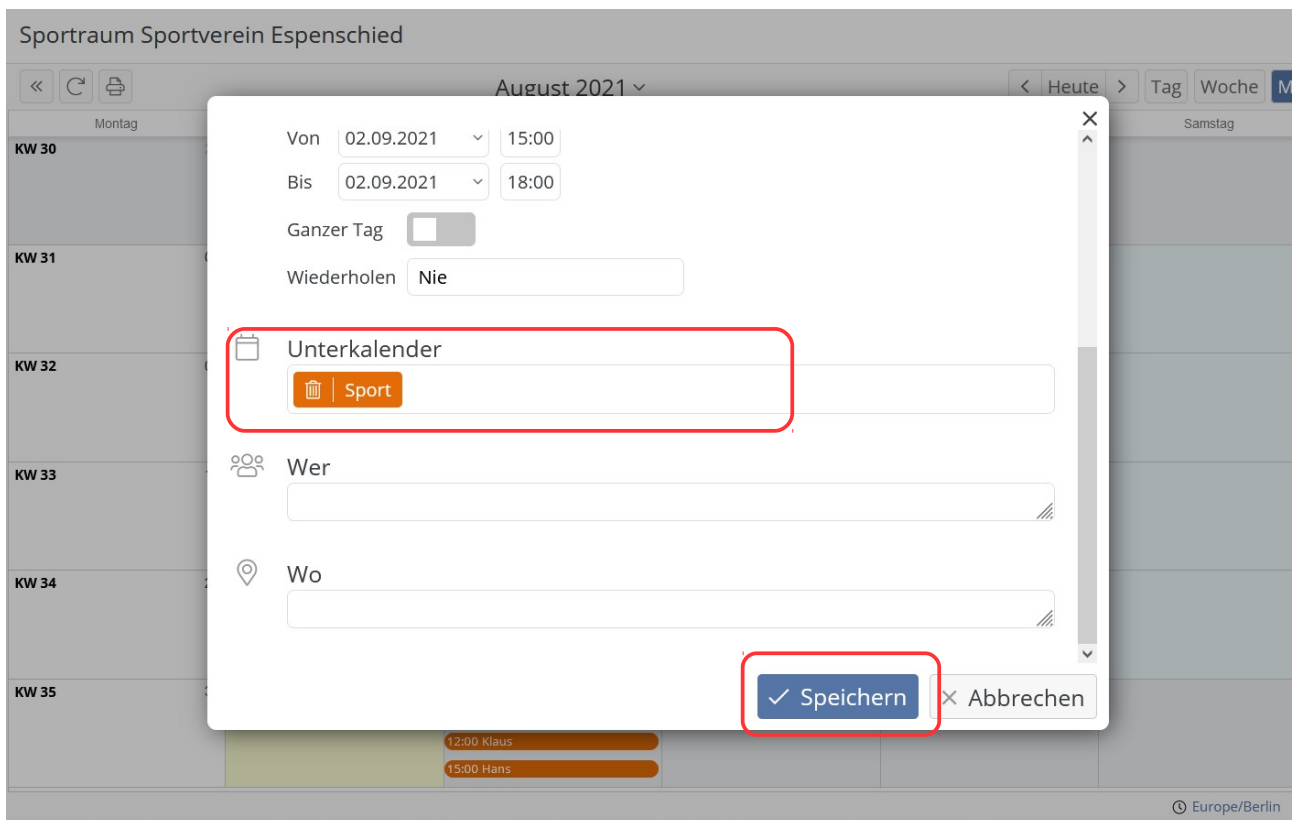 Sportraum Sportverein Espenschied
August 2021
Heute Tag Woche M
Montag
Samstag
KW 30
KW 31
KW 32
KW 33
KW 34
KW 35
Von 02.09.2021 15:00
Bis 02.09.2021 18:00
Ganzer Tag
Wiederholen Nie
Unterkalender
Sport
Wer
Wo
Speichern Abbrechen
12:00 Klaus
15:00 Hans
Europe/Berlin